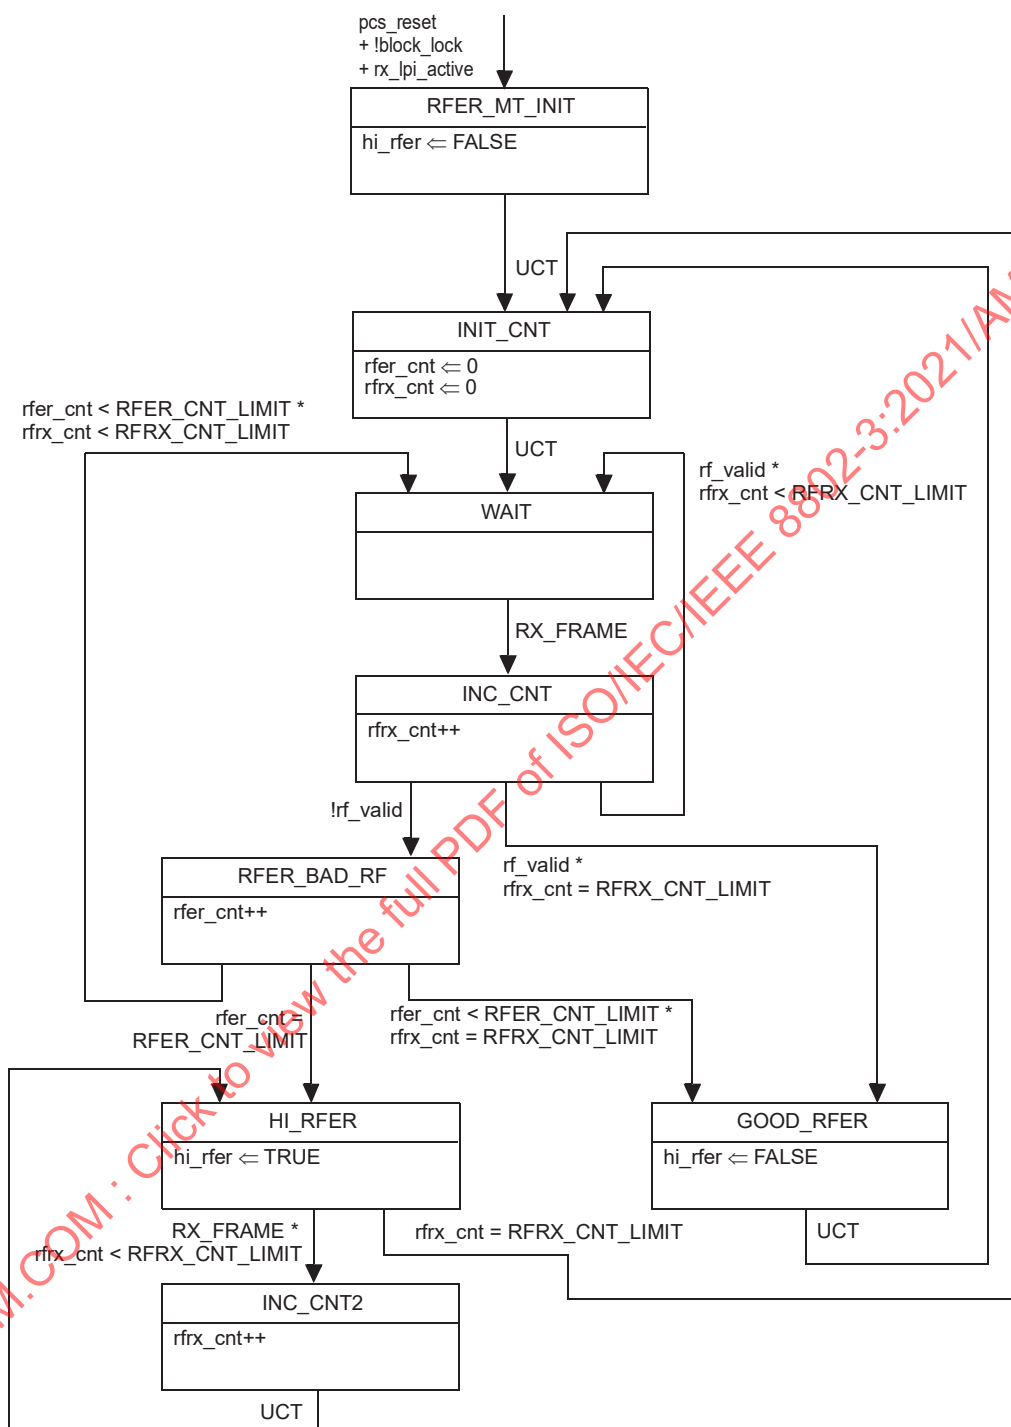 pcs_reset
+ !block_lock
+ rx_lpi_active
RFER_MT_INIT
hi_rfer ⇐ FALSE
UCT
INIT_CNT
rfer_cnt ⇐ 0
rfrx_cnt ⇐ 0
rfer_cnt < RFER_CNT_LIMIT *
rfrx_cnt < RFRX_CNT_LIMIT
UCT
rf_valid *
rfrx_cnt < RFRX_CNT_LIMIT
WAIT
RX_FRAME
INC_CNT
rfrx_cnt++
!rf_valid
rf_valid *
rfrx_cnt = RFRX_CNT_LIMIT
RFER_BAD_RF
rfer_cnt++
rfer_cnt =
RFER_CNT_LIMIT
rfer_cnt < RFER_CNT_LIMIT *
rfrx_cnt = RFRX_CNT_LIMIT
HI_RFER
hi_rfer ⇐ TRUE
GOOD_RFER
hi_rfer ⇐ FALSE
RX_FRAME *
rfrx_cnt < RFRX_CNT_LIMIT
rfrx_cnt = RFRX_CNT_LIMIT
UCT
INC_CNT2
rfrx_cnt++
UCT
M.COM : Click to view the full PDF of ISO/IEC/IEEE 8802-3:2021/AM